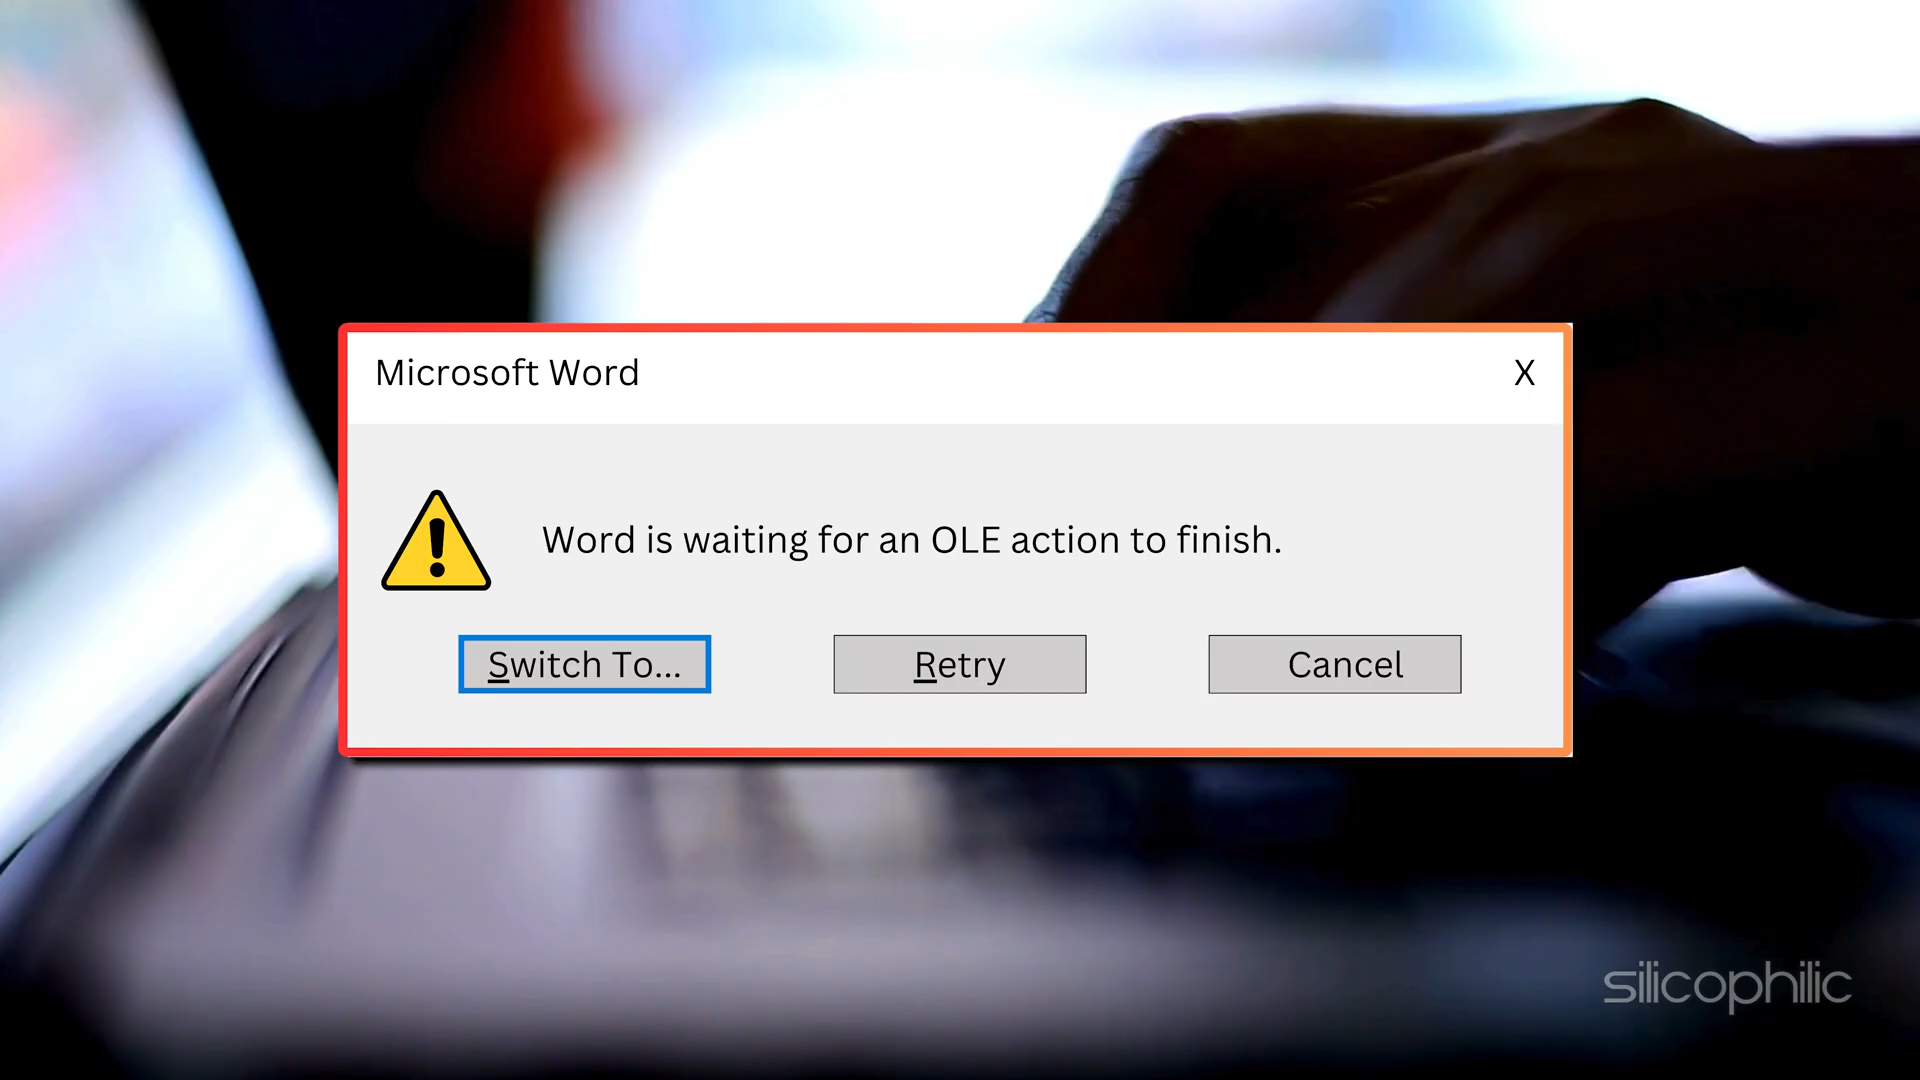 Microsoft Word
X
Word is waiting for an OLE action to finish.
Switch To...
Retry
Cancel
silicophilic